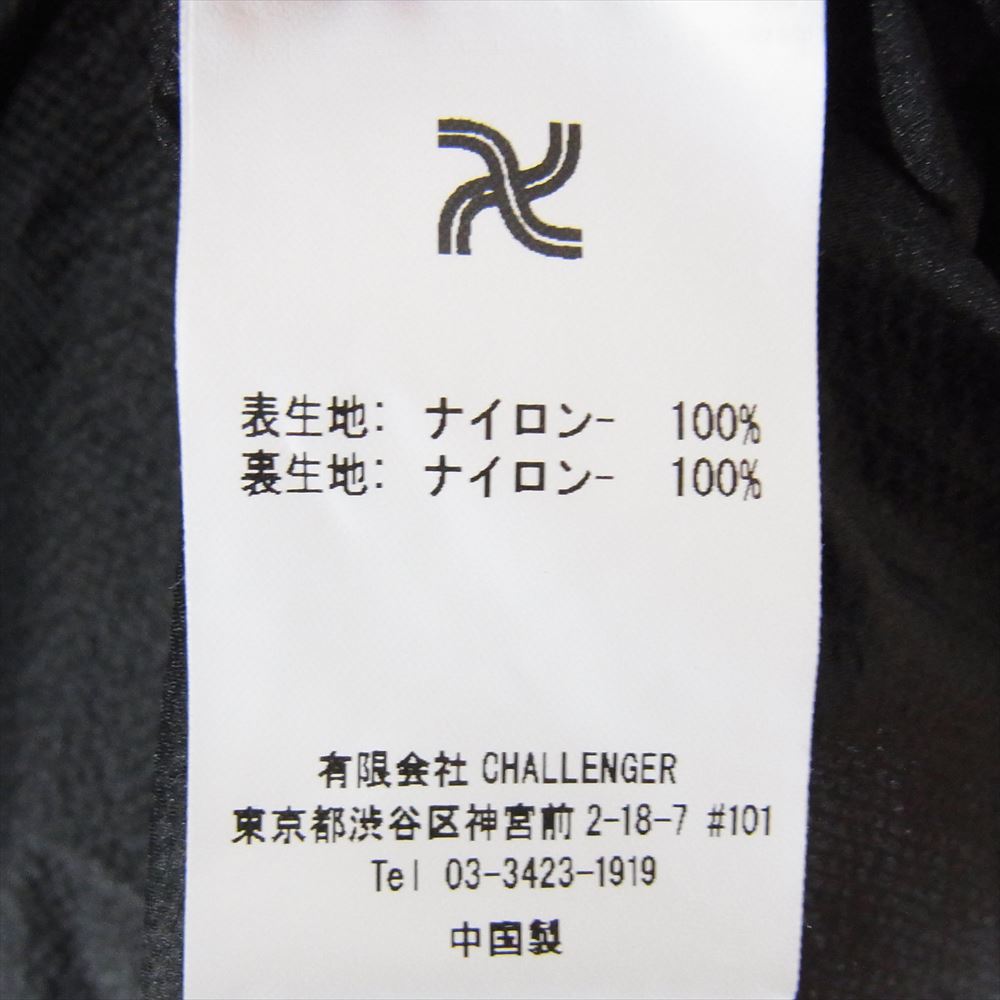 表生地: ナイロン- 100%
裏生地: ナイロン- 100%
有限会社 CHALLENGER
東京都渋谷区神宮前 2-18-7 #101
Tel 03-3423-1919
中国製